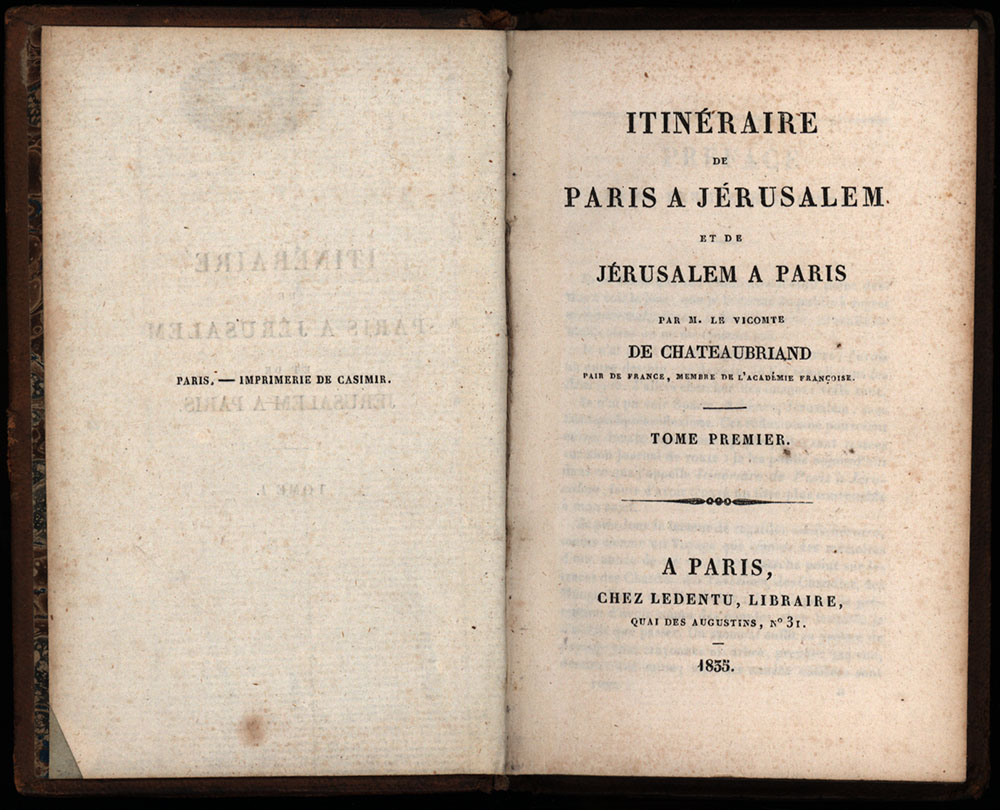 PARIS, — IMPRIMERIE DE CASIMIR.
ITINÉRAIRE
DE
PARIS A JÉRUSALEM
ET DE
JÉRUSALEM A PARIS
PAR M. LE VICOMTE
DE CHATEAUBRIAND
PAIR DE FRANCE, MEMBRE DE L'ACADÉMIE FRANÇOISE.
TOME PREMIER.
A PARIS,
CHEZ LEDENTU, LIBRAIRE,
QUAI DES AUGUSTINS, Nº 31.
1835.